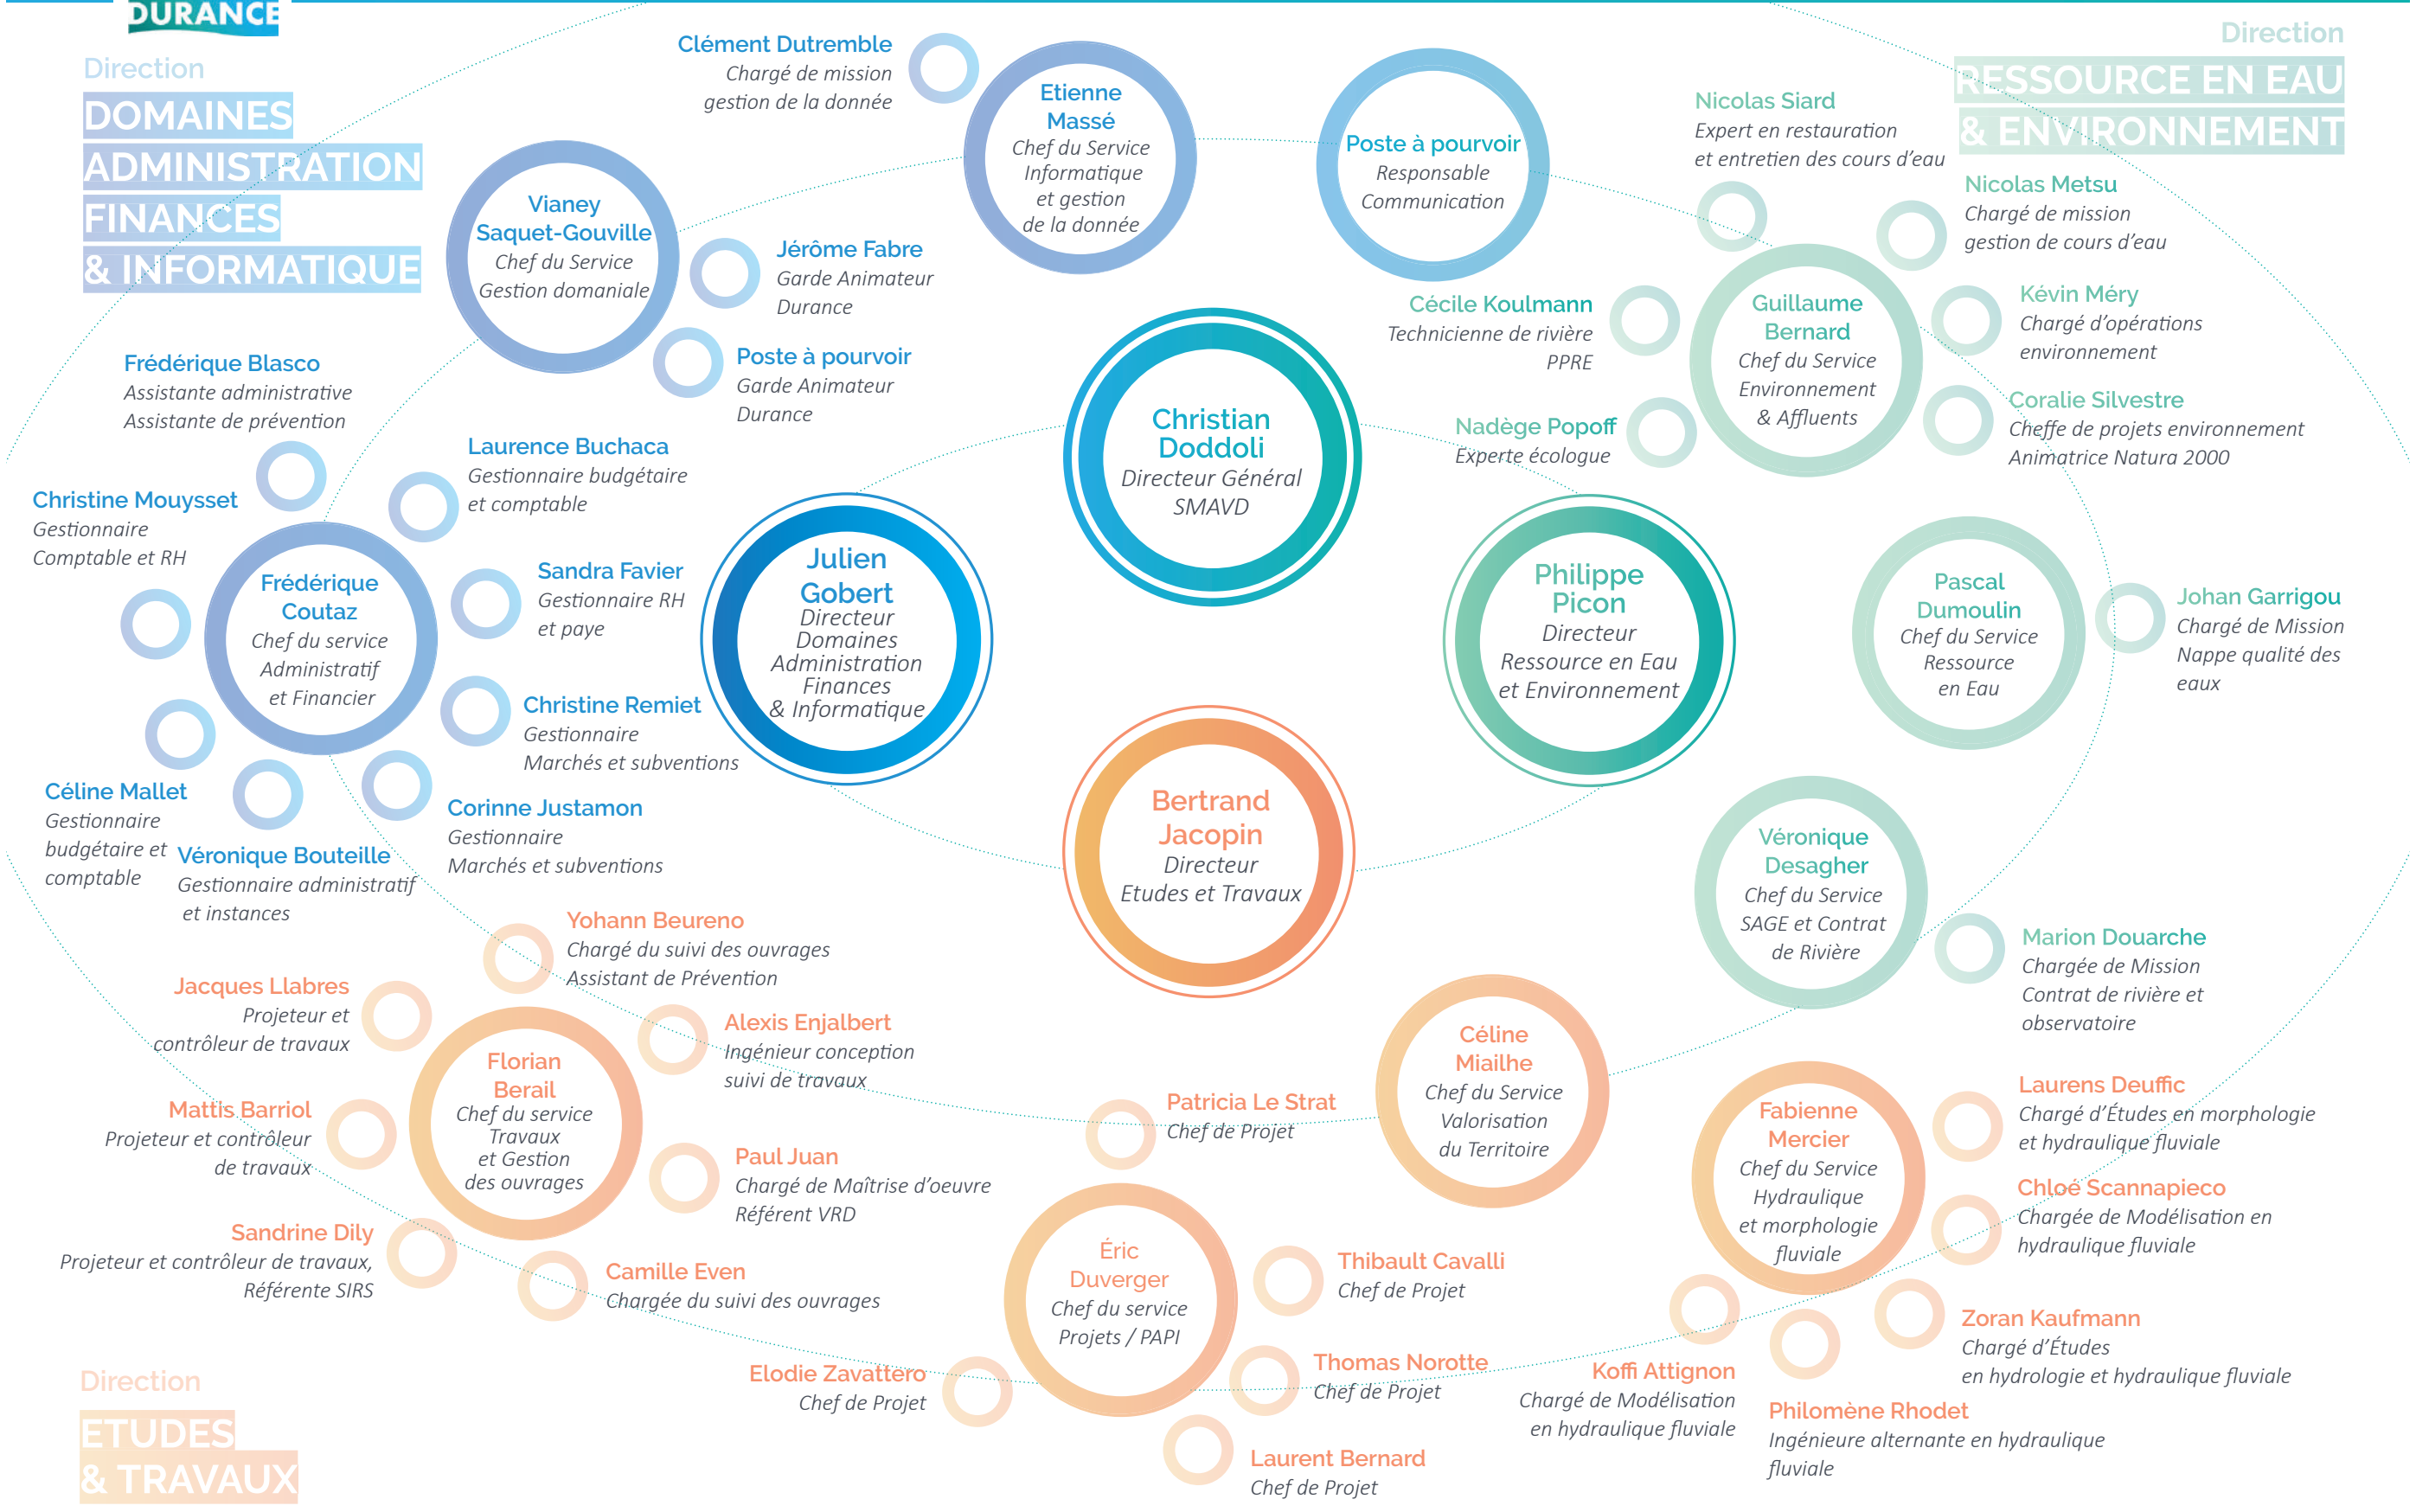 DURANCE
Direction
DOMAINES
ADMINISTRATION
FINANCES
& INFORMATIQUE
Direction
RESSOURCE EN EAU
& ENVIRONNEMENT
Clément Dutremble
Chargé de mission
gestion de la donnée
Etienne
Massé
Chef du Service
Informatique
et gestion
de la donnée
Poste à pourvoir
Responsable
Communication
Vianey
Saquet-Gouville
Chef du Service
Gestion domaniale
Jérôme Fabre
Garde Animateur
Durance
Poste à pourvoir
Garde Animateur
Durance
Nicolas Siard
Expert en restauration
et entretien des cours d’eau
Nicolas Metsu
Chargé de mission
gestion de cours d’eau
Cécile Koulmann
Technicienne de rivière
PPRE
Guillaume
Bernard
Chef du Service
Environnement
& Affluents
Kévin Méry
Chargé d’opérations
environnement
Coralie Silvestre
Cheffe de projets environnement
Animatrice Natura 2000
Nadège Popoff
Experte écologue
Christian
Doddoli
Directeur Général
SMAVD
Frédérique Blasco
Assistante administrative
Assistante de prévention
Laurence Buchaca
Gestionnaire budgétaire
et comptable
Christine Mouysset
Gestionnaire
Comptable et RH
Frédérique
Coutaz
Chef du service
Administratif
et Financier
Sandra Favier
Gestionnaire RH
et paye
Christine Remiet
Gestionnaire
Marchés et subventions
Julien
Gobert
Directeur
Domaines
Administration
Finances
& Informatique
Philippe
Picon
Directeur
Ressource en Eau
et Environnement
Pascal
Dumoulin
Chef du Service
Ressource
en Eau
Johan Garrigou
Chargé de Mission
Nappe qualité des
eaux
Céline Mallet
Gestionnaire
budgétaire et
comptable
Véronique Bouteille
Gestionnaire administratif
et instances
Corinne Justamon
Gestionnaire
Marchés et subventions
Bertrand
Jacopin
Directeur
Etudes et Travaux
Véronique
Desagher
Chef du Service
SAGE et Contrat
de Rivière
Marion Douarche
Chargée de Mission
Contrat de rivière et
observatoire
Yohann Beureno
Chargé du suivi des ouvrages
Assistant de Prévention
Jacques Llabres
Projeteur et
contrôleur de travaux
Alexis Enjalbert
Ingénieur conception
suivi de travaux
Florian
Berail
Chef du service
Travaux
et Gestion
des ouvrages
Mattis Barriol
Projeteur et contrôleur
de travaux
Paul Juan
Chargé de Maîtrise d’oeuvre
Référent VRD
Sandrine Dily
Projeteur et contrôleur de travaux,
Référente SIRS
Camille Even
Chargée du suivi des ouvrages
Patricia Le Strat
Chef de Projet
Céline
Miailhe
Chef du Service
Valorisation
du Territoire
Fabienne
Mercier
Chef du Service
Hydraulique
et morphologie
fluviale
Laurens Deuffic
Chargé d’Études en morphologie
et hydraulique fluviale
Chloé Scannapieco
Chargée de Modélisation en
hydraulique fluviale
Éric
Duverger
Chef du service
Projets / PAPI
Thibault Cavalli
Chef de Projet
Elodie Zavattero
Chef de Projet
Thomas Norotte
Chef de Projet
Laurent Bernard
Chef de Projet
Koffi Attignon
Chargé de Modélisation
en hydraulique fluviale
Zoran Kaufmann
Chargé d’Études
en hydrologie et hydraulique fluviale
Philomène Rhodet
Ingénieure alternante en hydraulique
fluviale
Direction
ETUDES
& TRAVAUX